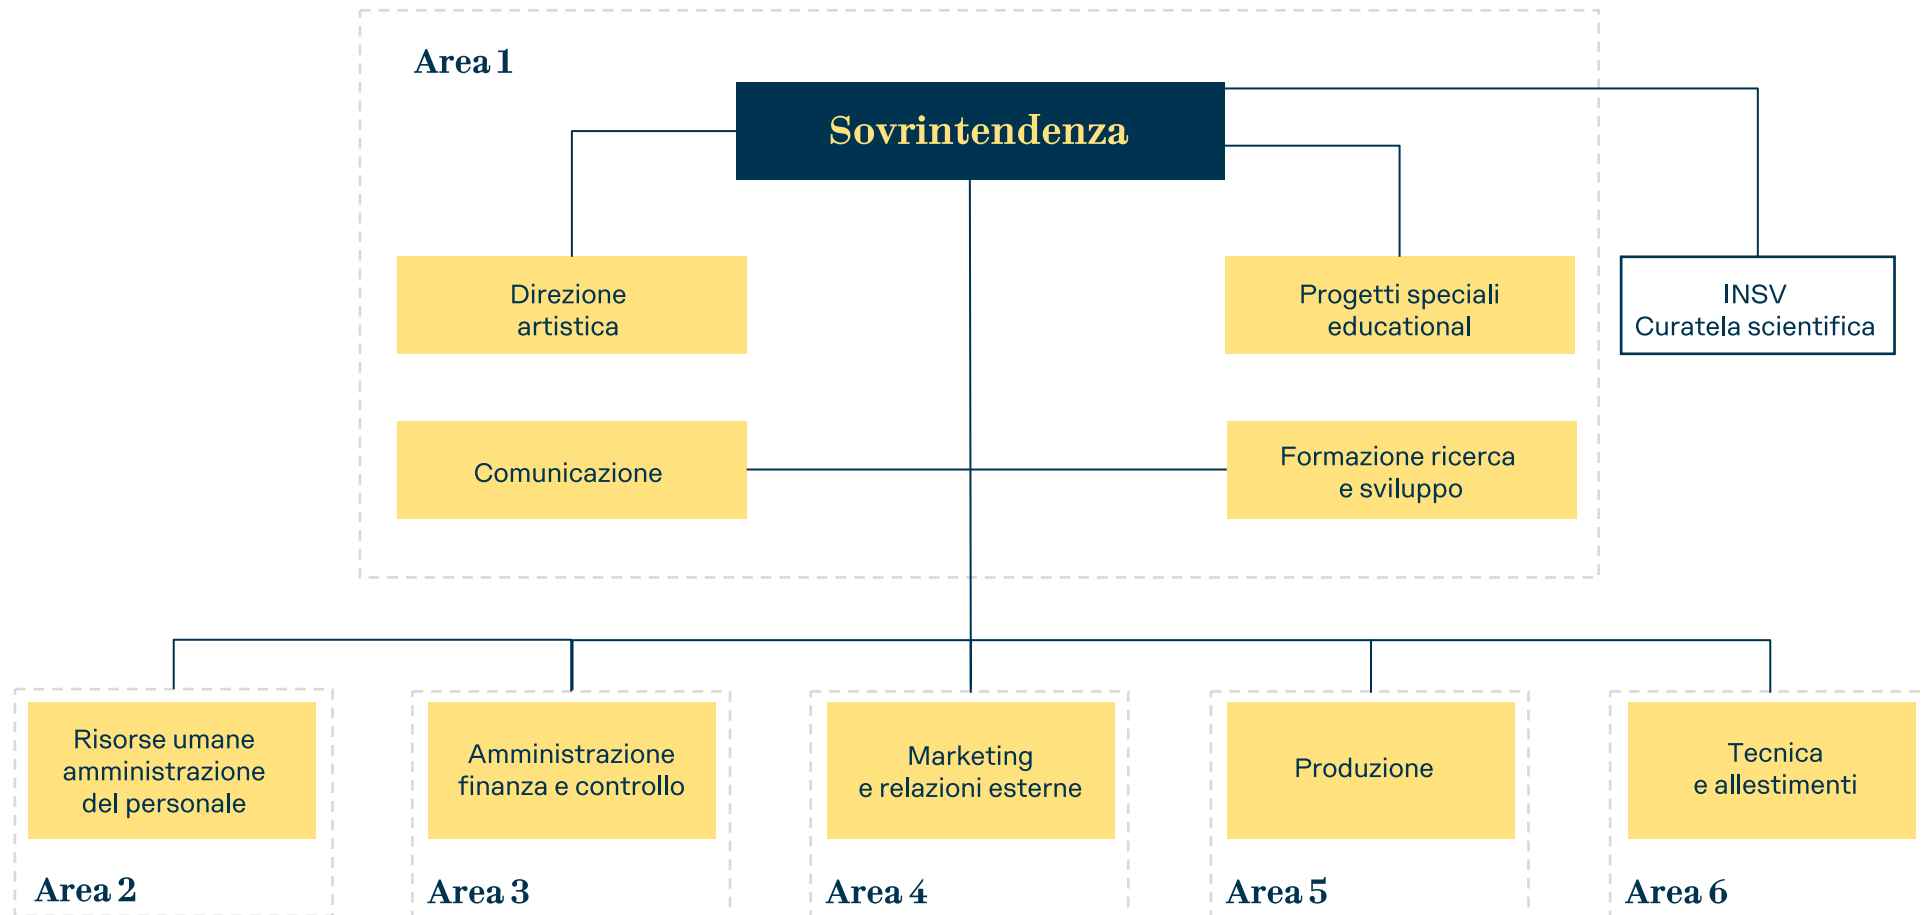 Area 1
Sovrintendenza
Direzione
artistica
Progetti speciali
educational
INSV
Curatela scientifica
Comunicazione
Formazione ricerca
e sviluppo
Risorse umane
amministrazione
del personale
Amministrazione
finanza e controllo
Marketing
e relazioni esterne
Produzione
Tecnica
e allestimenti
Area 2
Area 3
Area 4
Area 5
Area 6